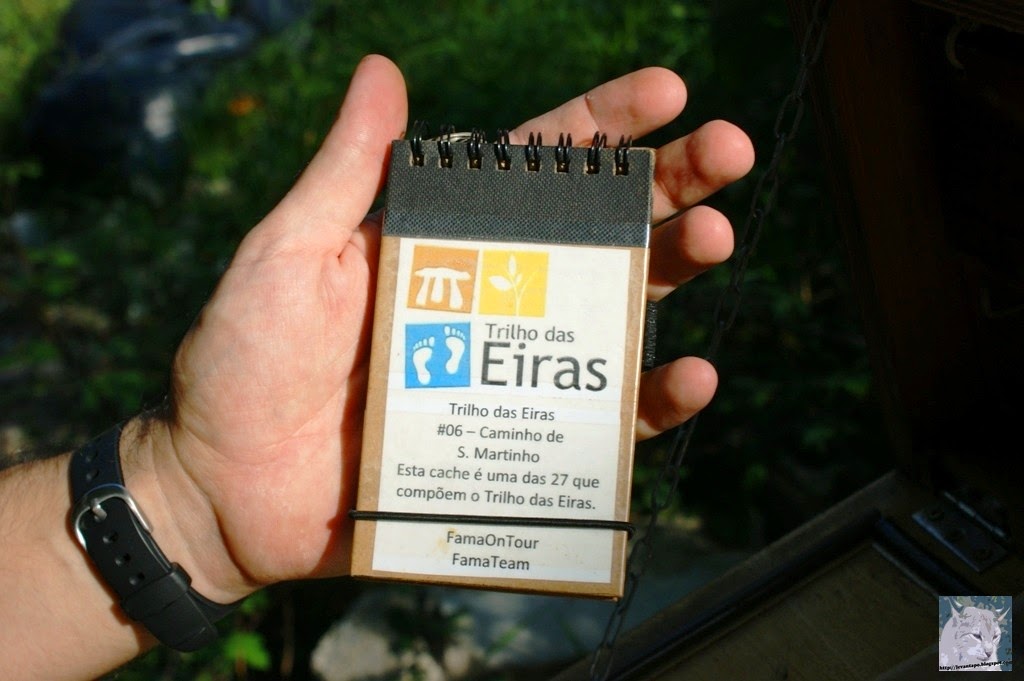 Trilho das
Eiras
Trilho das Eiras
#06 – Caminho de
S. Martinho
Esta cache é uma das 27 que
compõem o Trilho das Eiras.
FamaOnTour
FamaTeam